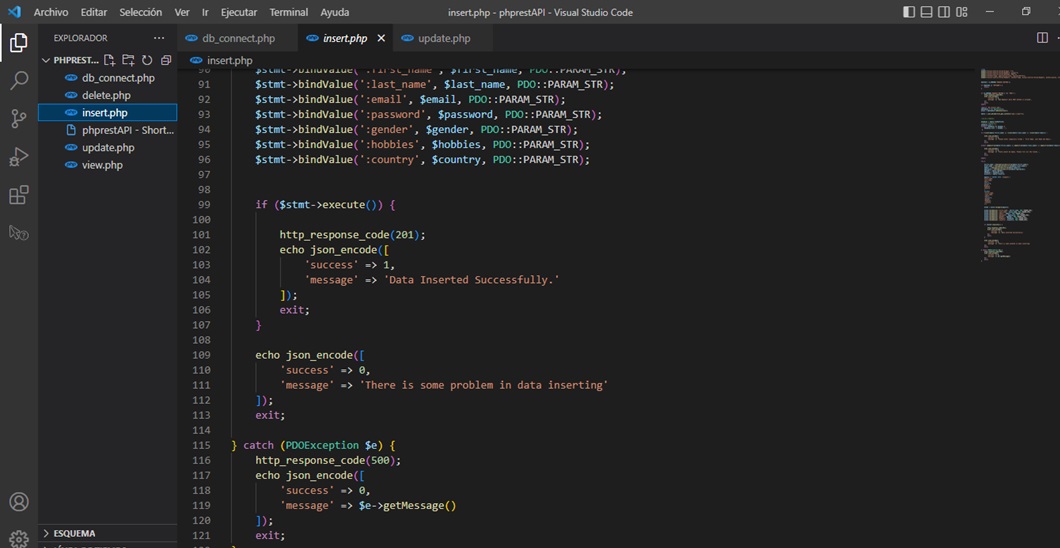 Archivo Editar Selección Ver Ir Ejecutar Terminal Ayuda
insert.php - phprestAPI - Visual Studio Code
EXPLORADOR
PHPREST...
db_connect.php
delete.php
insert.php
phprestAPI - Short...
update.php
view.php
ESQUEMA
db_connect.php insert.php update.php
insert.php
90 $stmt->bindValue(':first_name', $first_name, PDO::PARAM_STR);
91 $stmt->bindValue(':last_name', $last_name, PDO::PARAM_STR);
92 $stmt->bindValue(':email', $email, PDO::PARAM_STR);
93 $stmt->bindValue(':password', $password, PDO::PARAM_STR);
94 $stmt->bindValue(':gender', $gender, PDO::PARAM_STR);
95 $stmt->bindValue(':hobbies', $hobbies, PDO::PARAM_STR);
96 $stmt->bindValue(':country', $country, PDO::PARAM_STR);
97
98
99 if ($stmt->execute()) {
100
101 http_response_code(201);
102 echo json_encode([
103 'success' => 1,
104 'message' => 'Data Inserted Successfully.'
105 ]);
106 exit;
107 }
108
109 echo json_encode([
110 'success' => 0,
111 'message' => 'There is some problem in data inserting'
112 ]);
113 exit;
114
115 } catch (PDOException $e) {
116 http_response_code(500);
117 echo json_encode([
118 'success' => 0,
119 'message' => $e->getMessage()
120 ]);
121 exit;